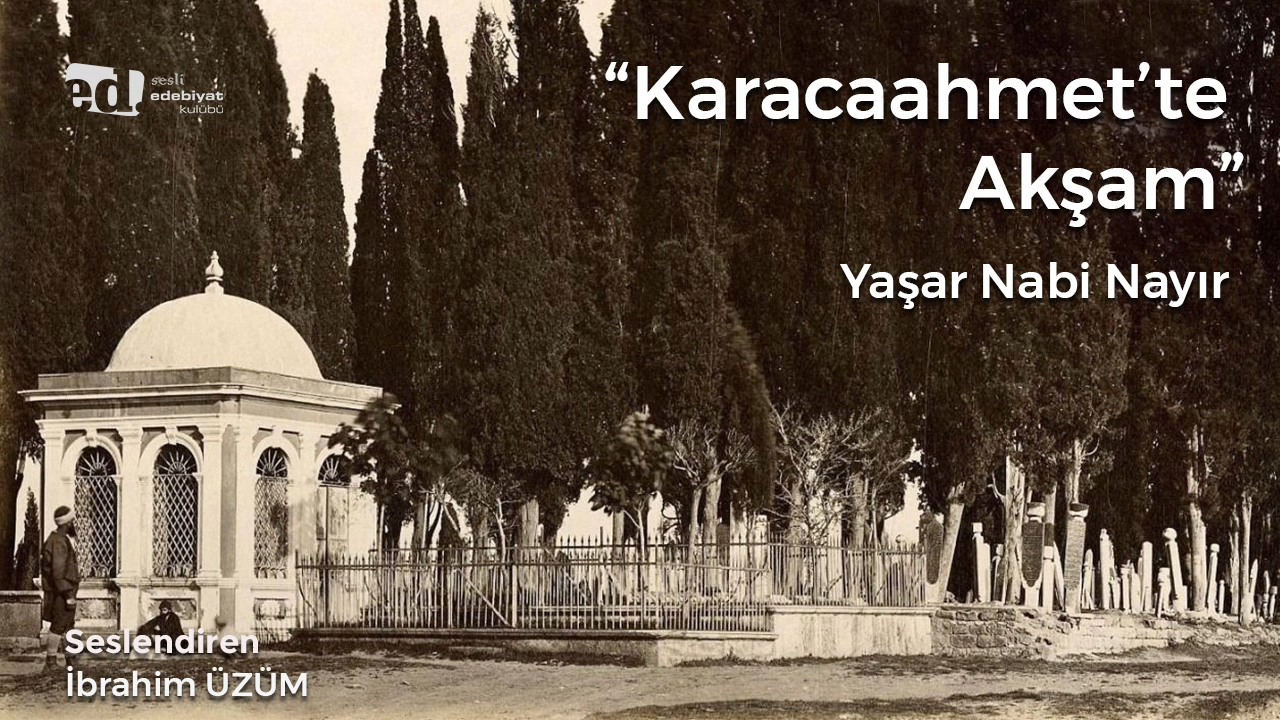 sesli
edebiyat
kulübü
“Karacaahmet’te
Akşam”
Yaşar Nabi Nayır
Seslendiren
İbrahim ÜZÜM